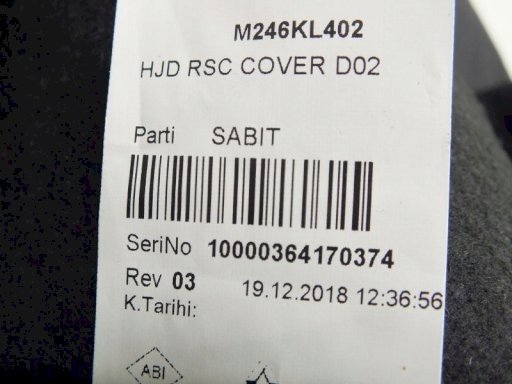 M246KL402
HJD RSC COVER D02
Parti SABIT
SeriNo 10000364170374
Rev 03 19.12.2018 12:36:56
K.Tarihi:
ABI